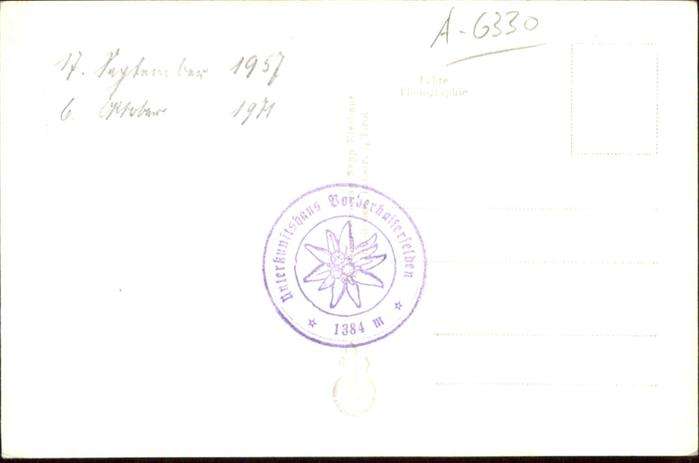 A-6330
17. September 1957
6. Oktober 1971
Echte
Photographie
Unterkunftshaus Vorderkaiserfelden
1384 m